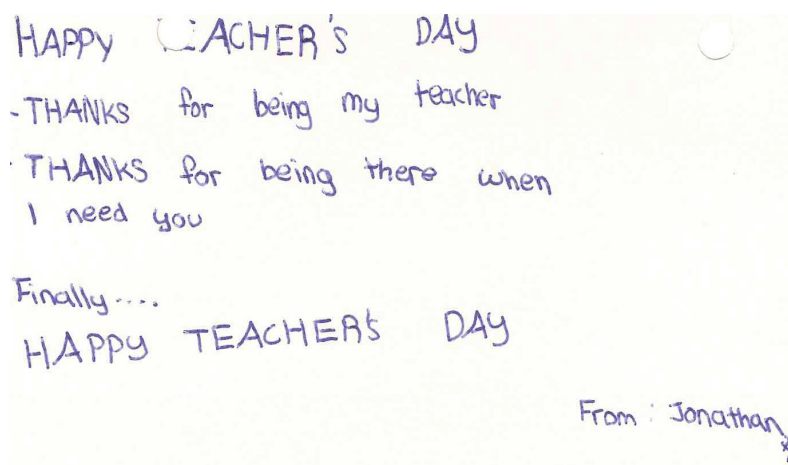 HAPPY TEACHER'S DAY
-THANKS for being my teacher
-THANKS for being there when
I need you
Finally....
HAPPY TEACHER'S DAY
From : Jonathan